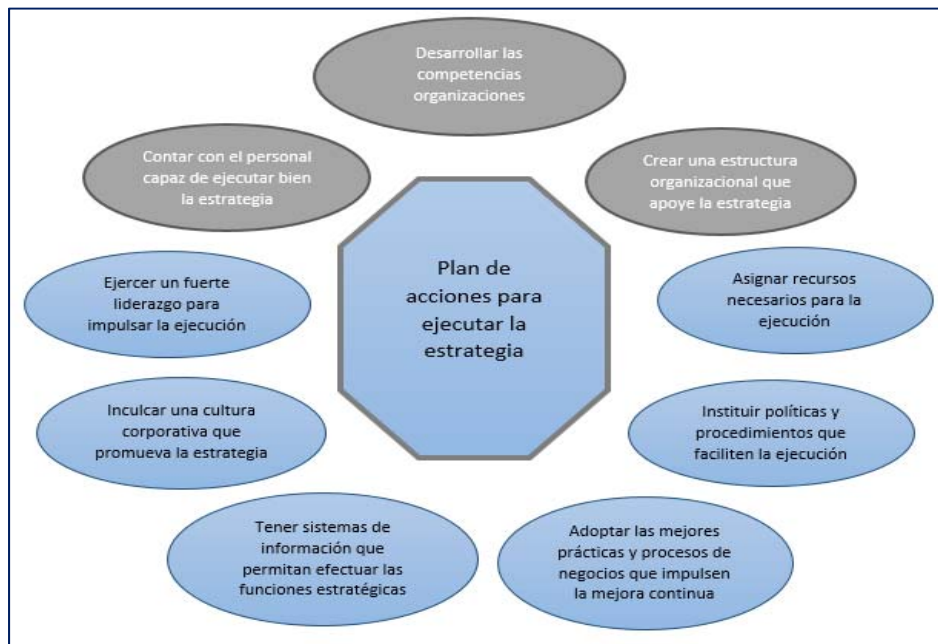 Desarrollar las
competencias
organizaciones
Contar con el personal
capaz de ejecutar bien
la estrategia
Crear una estructura
organizacional que
apoye la estrategia
Plan de
acciones para
ejecutar la
estrategia
Ejercer un fuerte
liderazgo para
impulsar la ejecución
Asignar recursos
necesarios para la
ejecución
Inculcar una cultura
corporativa que
promueva la estrategia
Instituir políticas y
procedimientos que
faciliten la ejecución
Tener sistemas de
información que
permitan efectuar las
funciones estratégicas
Adoptar las mejores
prácticas y procesos de
negocios que impulsen
la mejora continua